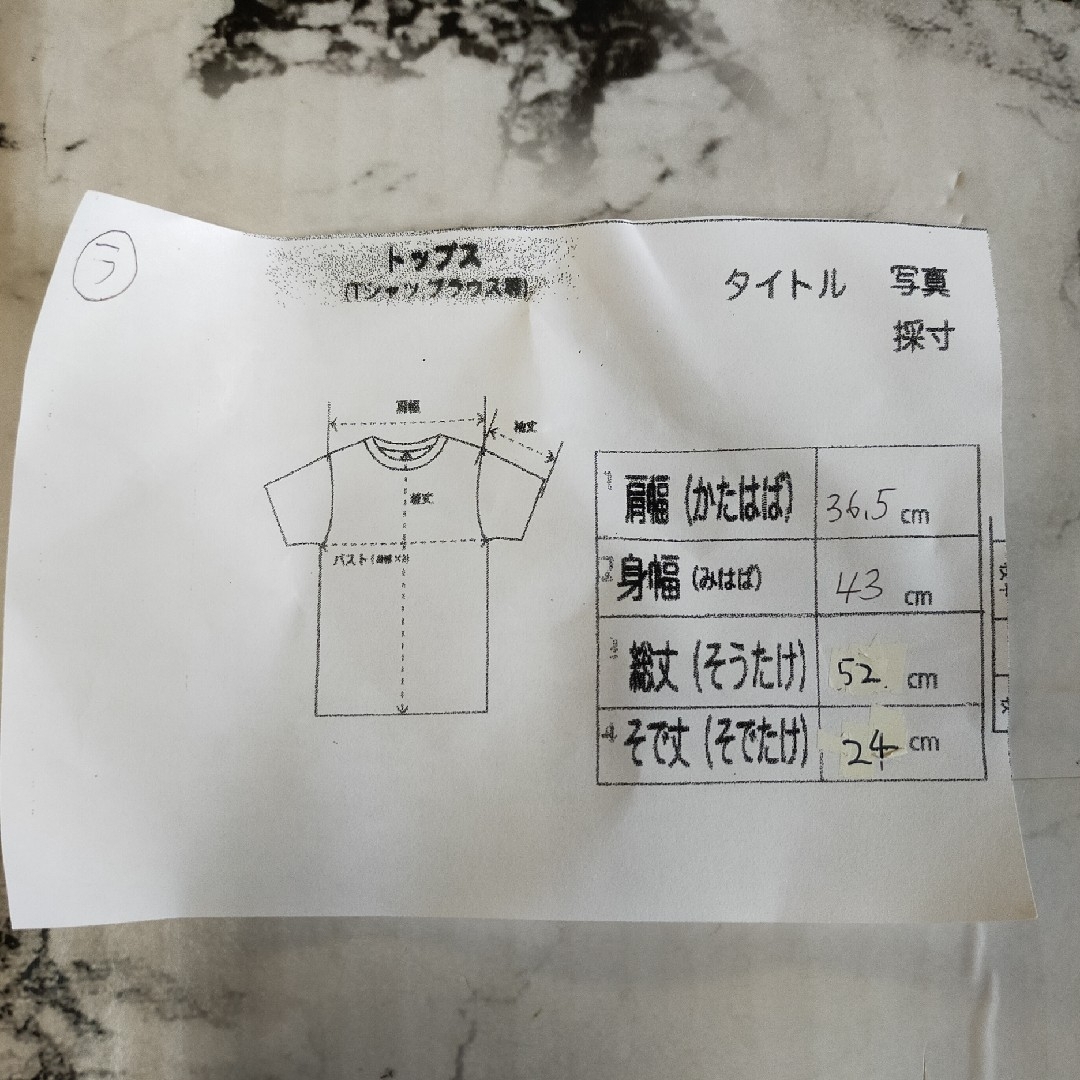 ラ
トップス
(Tシャツ,ブラウス等)
タイトル 写真
採寸
肩幅
袖丈
総丈
バスト
1 肩幅 (かたはば) 36.5 cm
2 身幅 (みはば) 43 cm
総丈 (そうたけ) 52 cm
4 そで丈 (そでたけ) 24 cm